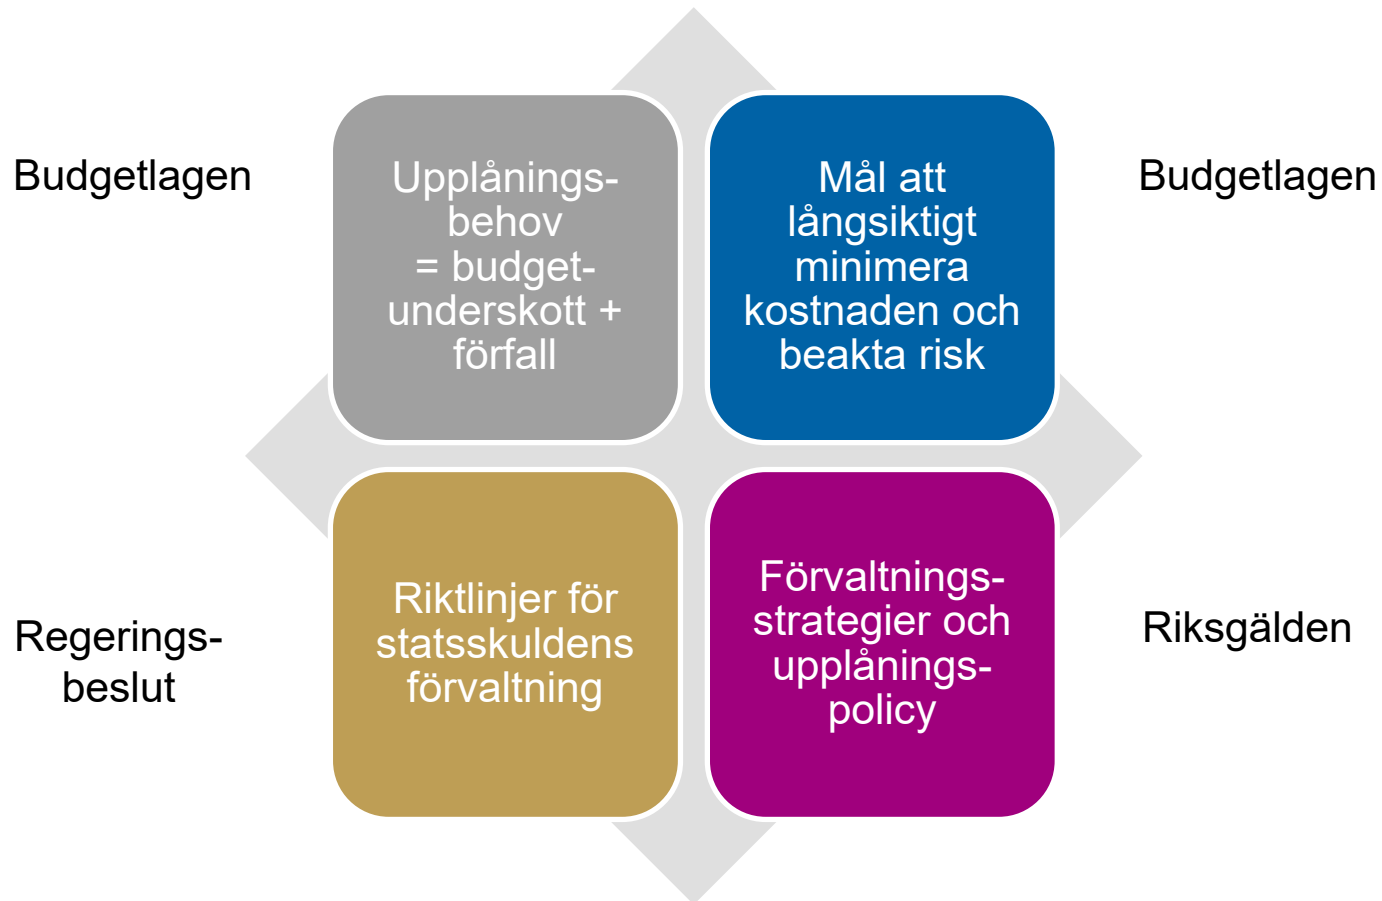 Budgetlagen
Upplånings-
behov
= budget-
underskott +
förfall
Mål att
långsiktigt
minimera
kostnaden och
beakta risk
Budgetlagen
Regerings-
beslut
Riktlinjer för
statsskuldens
förvaltning
Förvaltnings-
strategier och
upplånings-
policy
Riksgälden